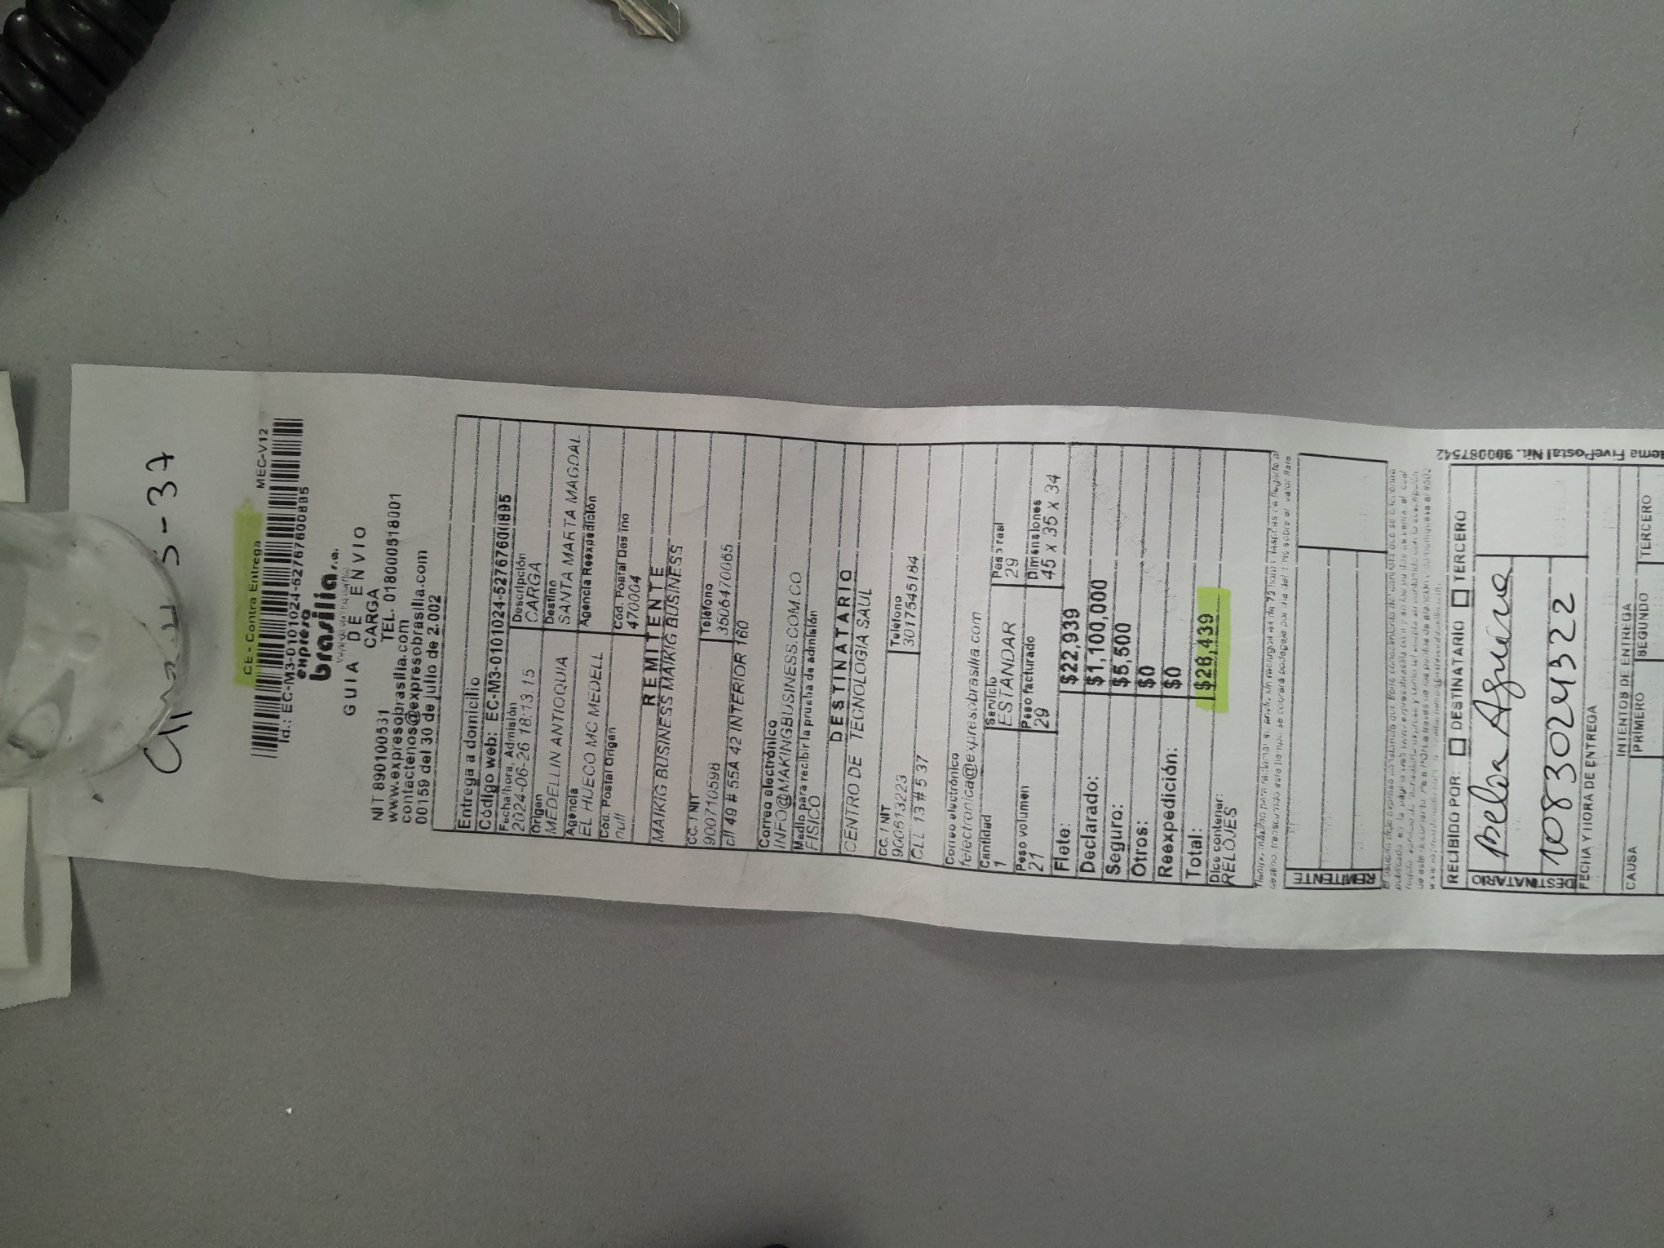 5-37
CE - Contra Entrega
MEC-V12
Id.: EC-M3-0101024-52767600895
expreso
brasilia s.a.
GUIA DE ENVIO
CARGA
NIT 890100531 TEL. 018000518001
www.expresobrasilia.com
contactenos@expresobrasilia.com
00159 del 30 de julio de 2.002
Entrega a domicilio
Código web: EC-M3-0101024-52767600895
Fecha/hora, Admisión Descripción
2024-06-26 18:13:15 CARGA
Origen Destino
MEDELLIN ANTIOQUIA SANTA MARTA MAGDAL
Agencia Agencia Reexpedición
EL HUECO MC MEDELL
Cód. Postal Origen Cód. Postal Destino
null 470004
REMITENTE
MAIKIG BUSINESS MAIKIG BUSINESS
CC. / NIT Teléfono
900710598 3506470065
cll 49 # 55A 42 INTERIOR 160
Correo electrónico
INFO@MAKINGBUSINESS.COM.CO
Medio para recibir la prueba de admisión
FISICO
DESTINATARIO
CENTRO DE TECNOLOGIA SAUL
CC. / NIT Teléfono
900613223 3017545184
CLL 13 # 5 37
Correo electrónico
felectronica@expresobrasilia.com
Cantidad Servicio Peso real
1 ESTANDAR 29
Peso volumen Peso facturado Dimensiones
21 29 45 X 35 X 34
Flete: $22,939
Declarado: $1,100,000
Seguro: $5,500
Otros: $0
Reexpedición: $0
Total: $28,439
Dice contener:
RELOJES
REMITENTE
RECIBIDO POR: DESTINATARIO TERCERO
DESTINATARIO
1083024322
FECHA Y HORA DE ENTREGA
INTENTOS DE ENTREGA
CAUSA PRIMERO SEGUNDO TERCERO
FivePostal Nit. 900087542